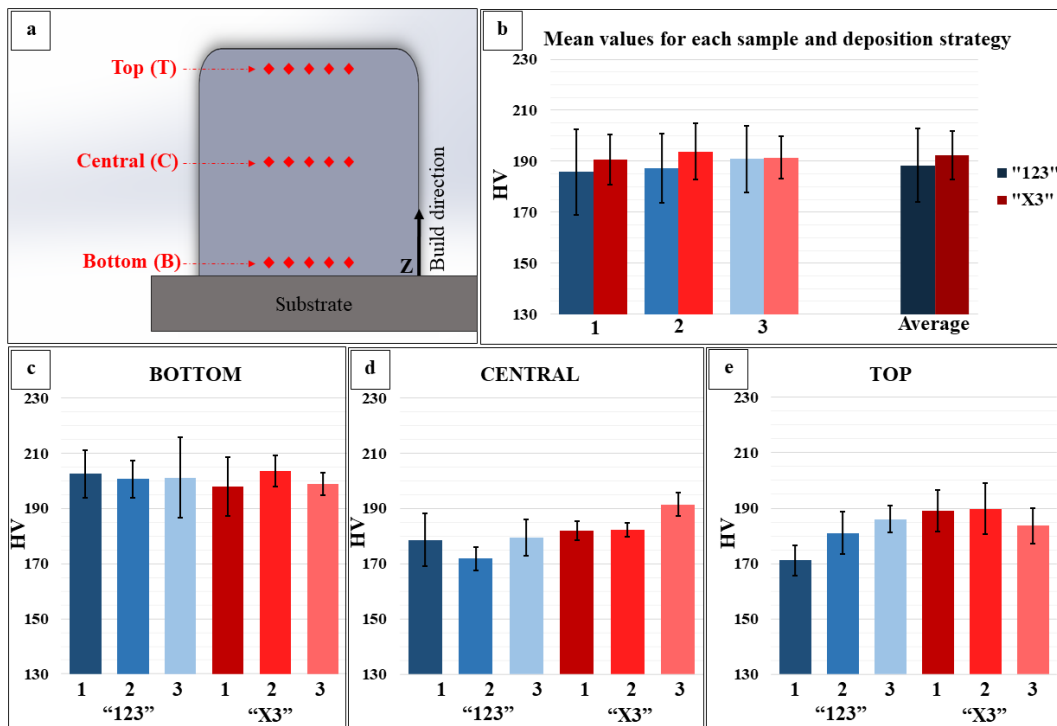 a
Top (T)
Central (C)
Bottom (B)
Z
Build direction
Substrate
b
Mean values for each sample and deposition strategy
230
210
190
170
150
130
HV
1
2
3
Average
"123"
"X3"
c
BOTTOM
230
210
190
170
150
130
HV
1 2 3 1 2 3
“123” “X3”
d
CENTRAL
230
210
190
170
150
130
HV
1 2 3 1 2 3
“123” “X3”
e
TOP
230
210
190
170
150
130
HV
1 2 3 1 2 3
“123” “X3”